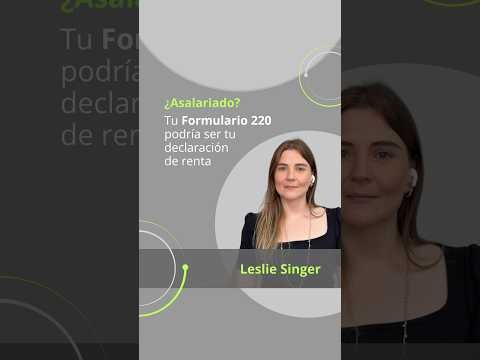 ¿Asalariado?
Tu Formulario 220
podría ser tu
declaración
de renta
Leslie Singer